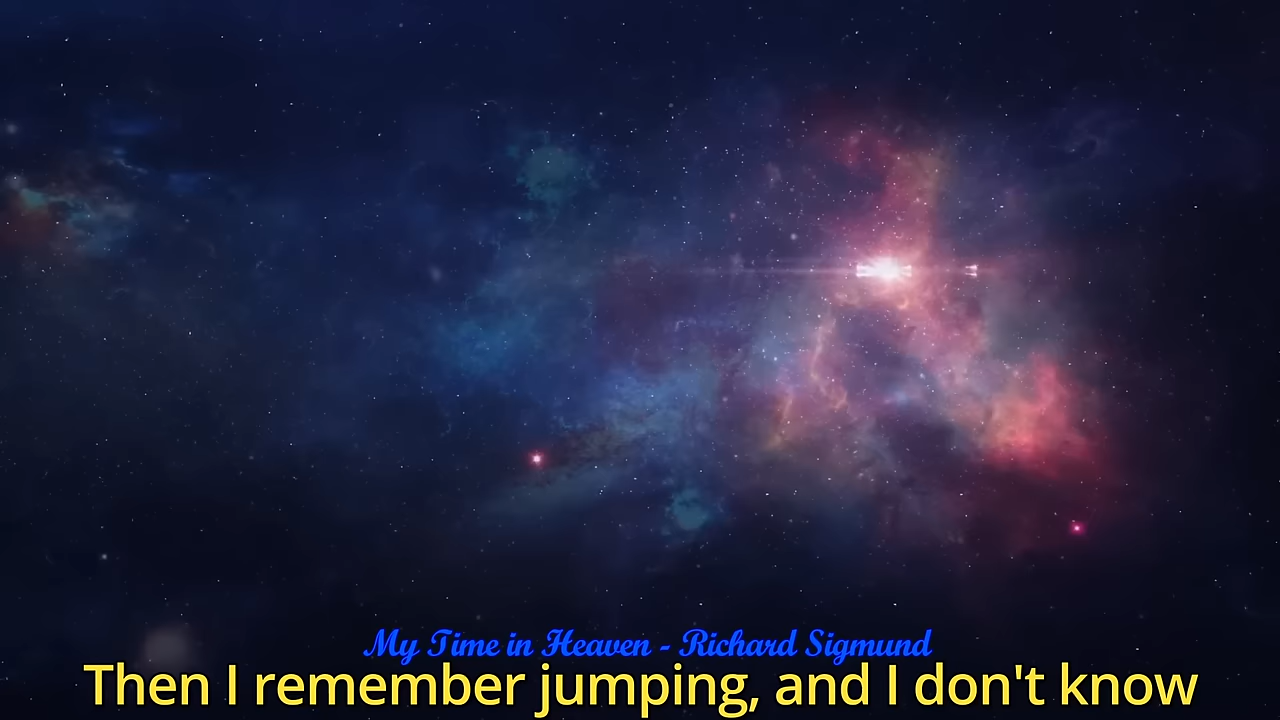 My Time in Heaven - Richard Sigmund
Then I remember jumping, and I don't know